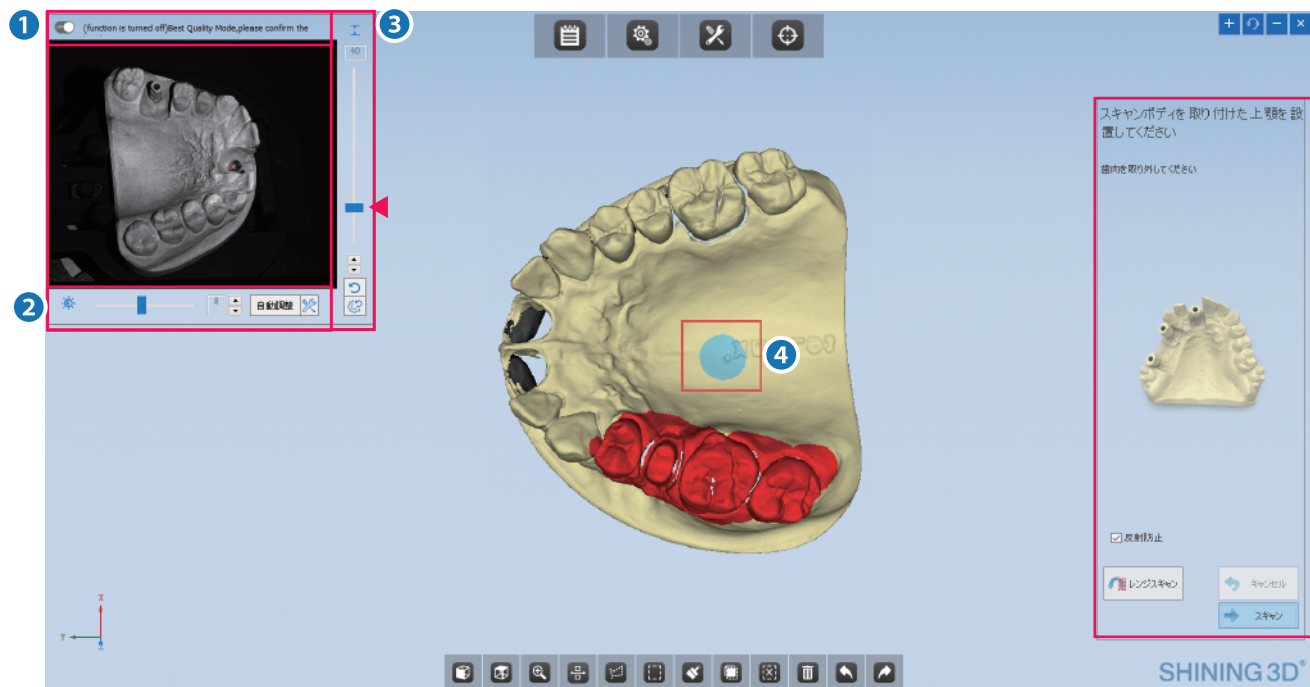 1
(function is turned off)Best Quality Mode,please confirm the
3
40
2
8
自動調整
4
スキャンボディを取り付けた上顎を設
置してください
歯肉を取り外してください
反射防止
レンジスキャン
キャンセル
スキャン
X
Y
Z
SHINING 3D®